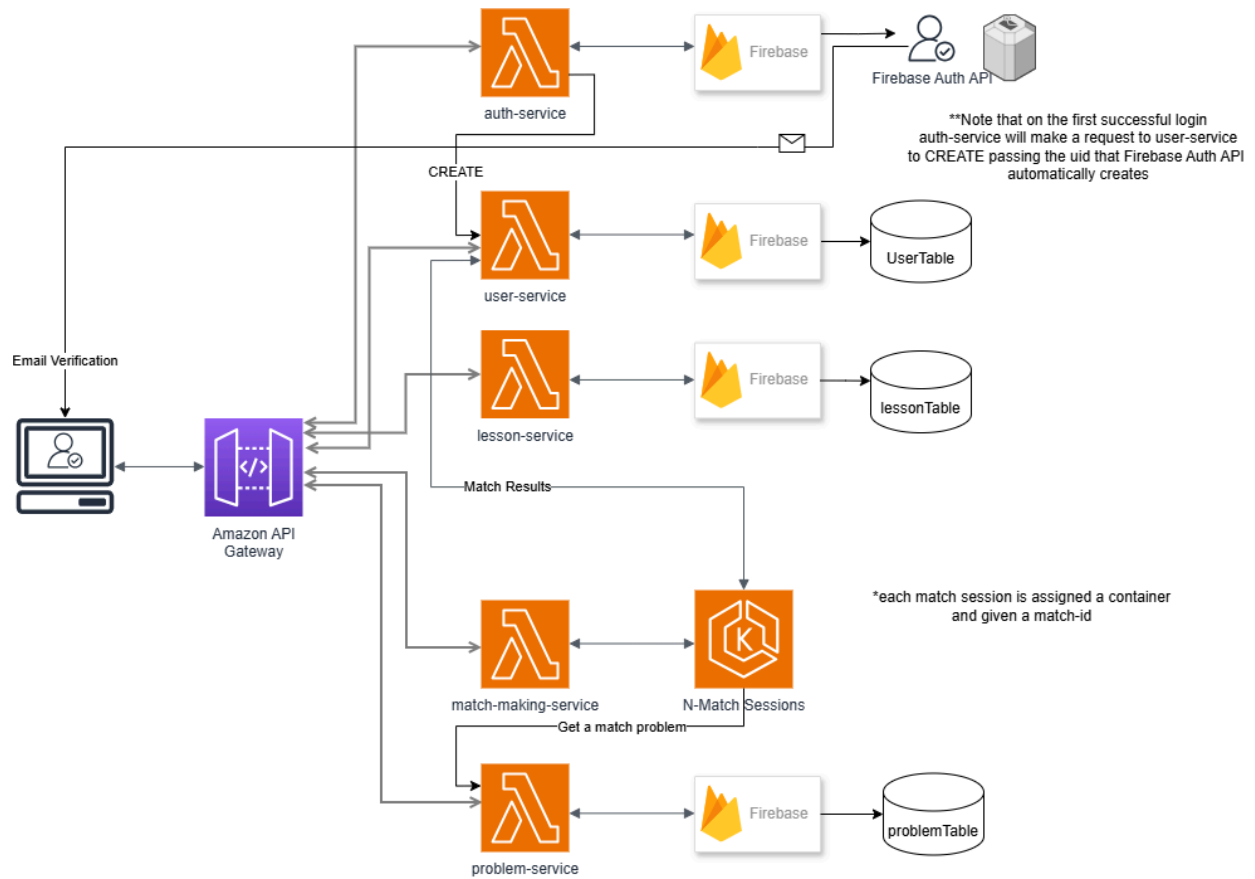 Firebase
Firebase Auth API
auth-service
**Note that on the first successful login
auth-service will make a request to user-service
to CREATE passing the uid that Firebase Auth API
automatically creates
CREATE
Firebase
UserTable
user-service
Email Verification
Firebase
lessonTable
lesson-service
Match Results
Amazon API
Gateway
*each match session is assigned a container
and given a match-id
K
match-making-service
N-Match Sessions
Get a match problem
Firebase
problemTable
problem-service